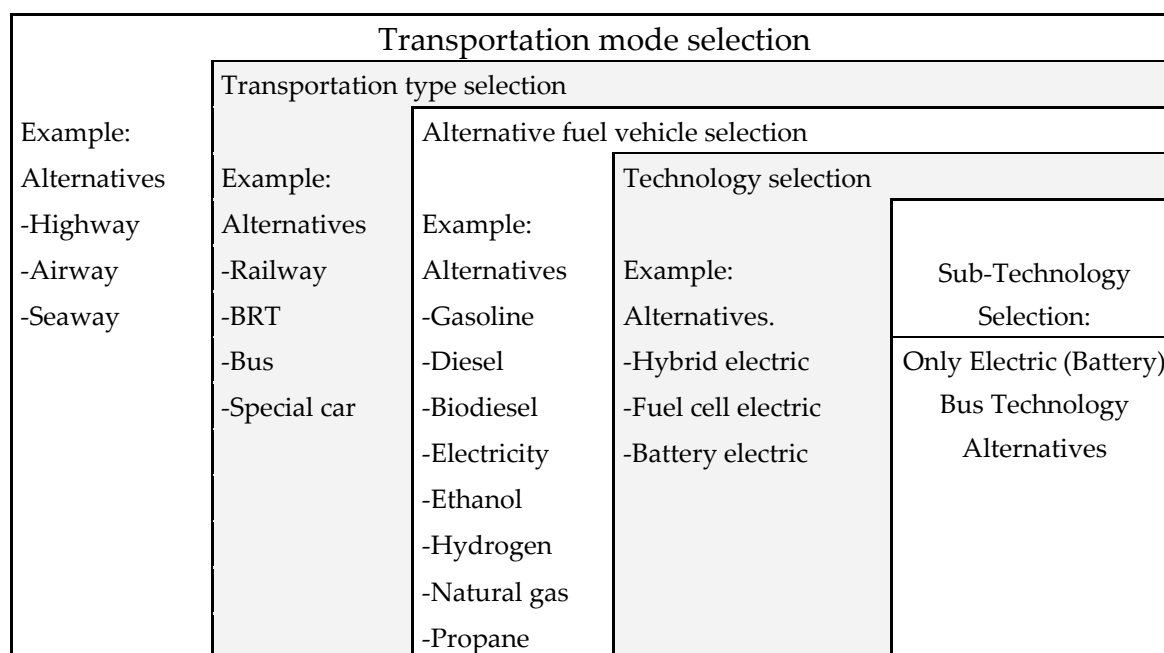 Transportation mode selection
Transportation type selection
Example:
Alternatives
-Highway
-Airway
-Seaway
Example:
Alternatives
-Railway
-BRT
-Bus
-Special car
Alternative fuel vehicle selection
Example:
Alternatives
-Gasoline
-Diesel
-Biodiesel
-Electricity
-Ethanol
-Hydrogen
-Natural gas
-Propane
Technology selection
Example:
Alternatives.
-Hybrid electric
-Fuel cell electric
-Battery electric
Sub-Technology
Selection:
Only Electric (Battery)
Bus Technology
Alternatives